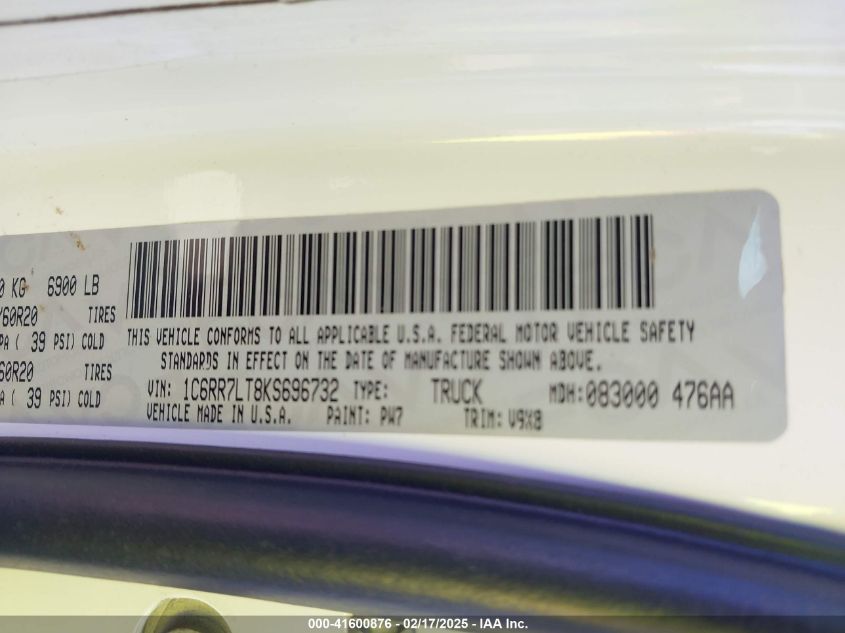 0 KG 6900 LB
/60R20 TIRES
PA ( 39 PSI) COLD
60R20 TIRES
A ( 39 PSI) COLD
THIS VEHICLE CONFORMS TO ALL APPLICABLE U.S.A. FEDERAL MOTOR VEHICLE SAFETY
STANDARDS IN EFFECT ON THE DATE OF MANUFACTURE SHOWN ABOVE.
VIN: 1C6RR7LT8KS696732 TYPE: TRUCK MDH:083000 476AA
VEHICLE MADE IN U.S.A. PAINT: PW7 TRIM: V9X8
000-41600876 - 02/17/2025 - IAA Inc.